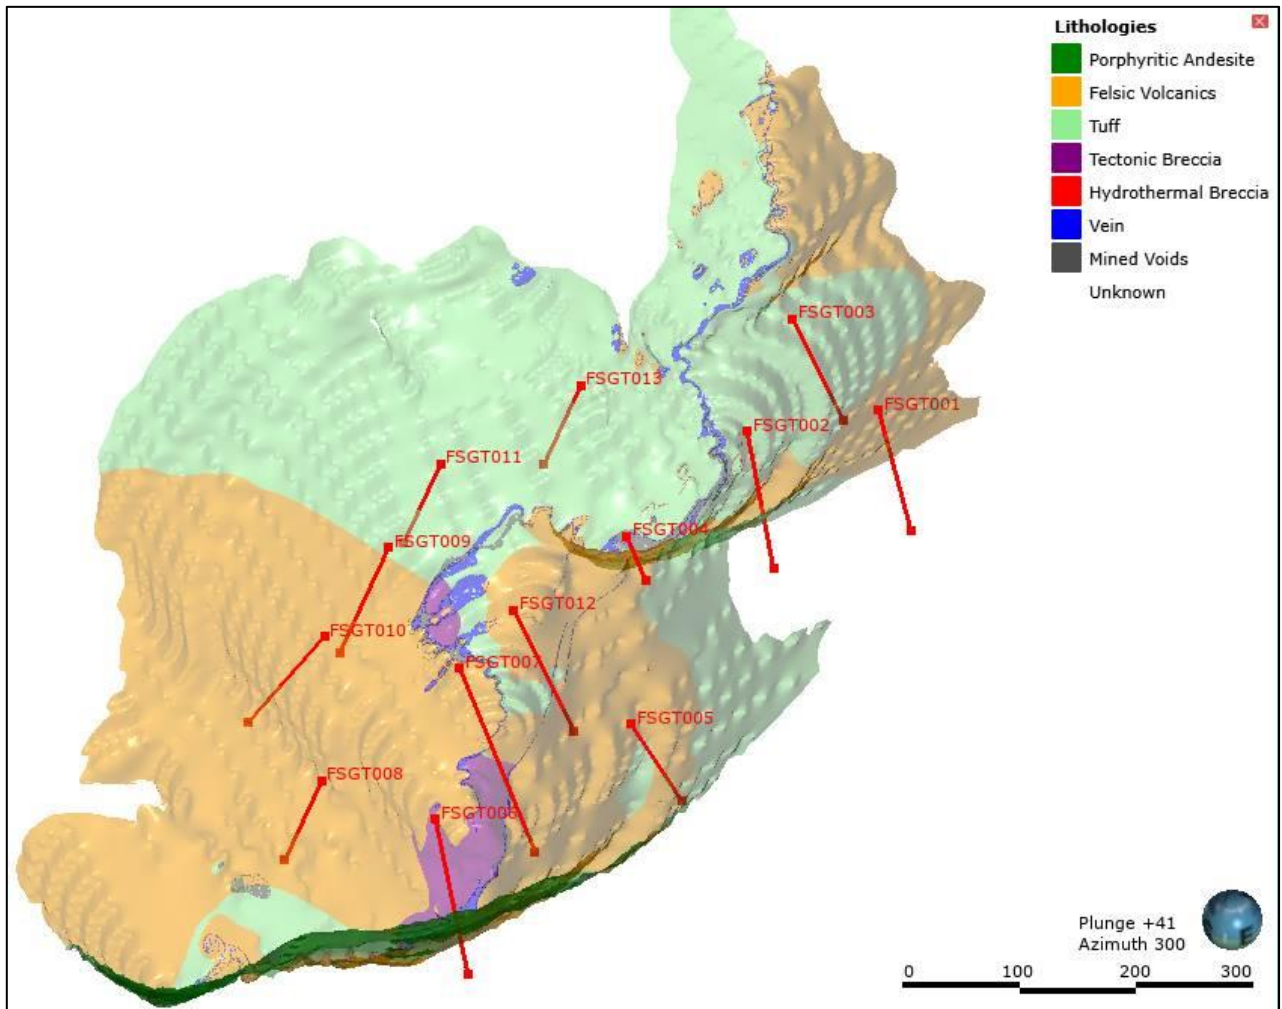 Lithologies
Porphyritic Andesite
Felsic Volcanics
Tuff
Tectonic Breccia
Hydrothermal Breccia
Vein
Mined Voids
Unknown
FSGT003
FSGT001
FSGT013
FSGT002
FSGT011
FSGT004
FSGT009
FSGT012
FSGT010
FSGT007
FSGT005
FSGT008
FSGT006
Plunge +41
Azimuth 300
0 100 200 300